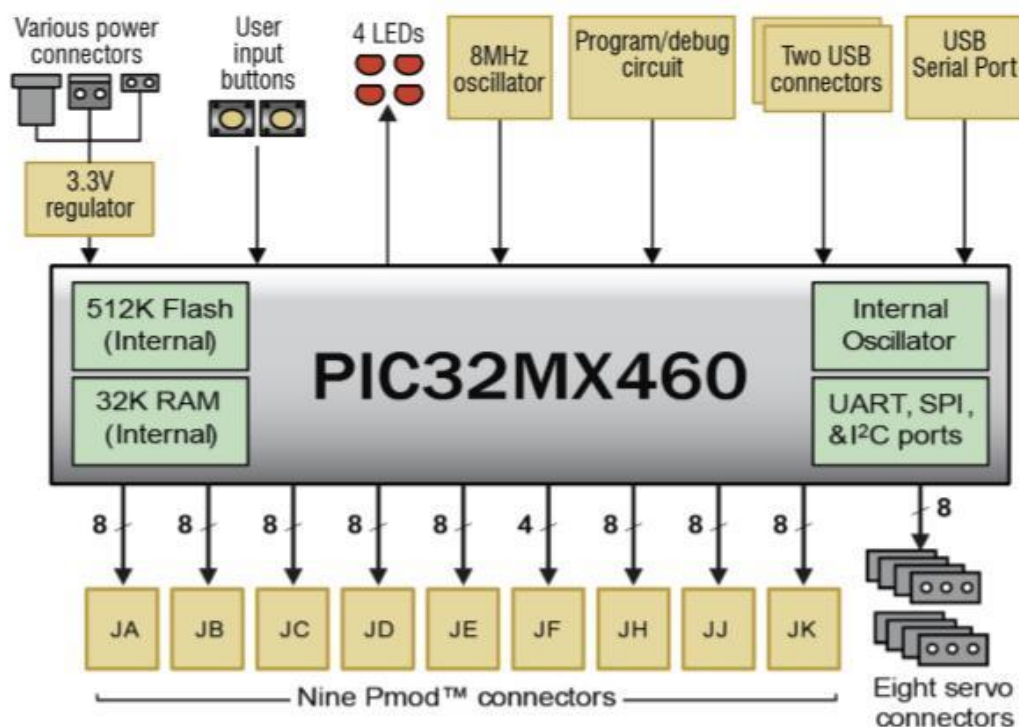 Various power
connectors
User
input
buttons
4 LEDs
8MHz
oscillator
Program/debug
circuit
Two USB
connectors
USB
Serial Port
3.3V
regulator
512K Flash
(Internal)
32K RAM
(Internal)
PIC32MX460
Internal
Oscillator
UART, SPI,
&I²C ports
8
8
8
8
8
4
8
8
8
8
JA
JB
JC
JD
JE
JF
JH
JJ
JK
Nine Pmod™ connectors
Eight servo
connectors